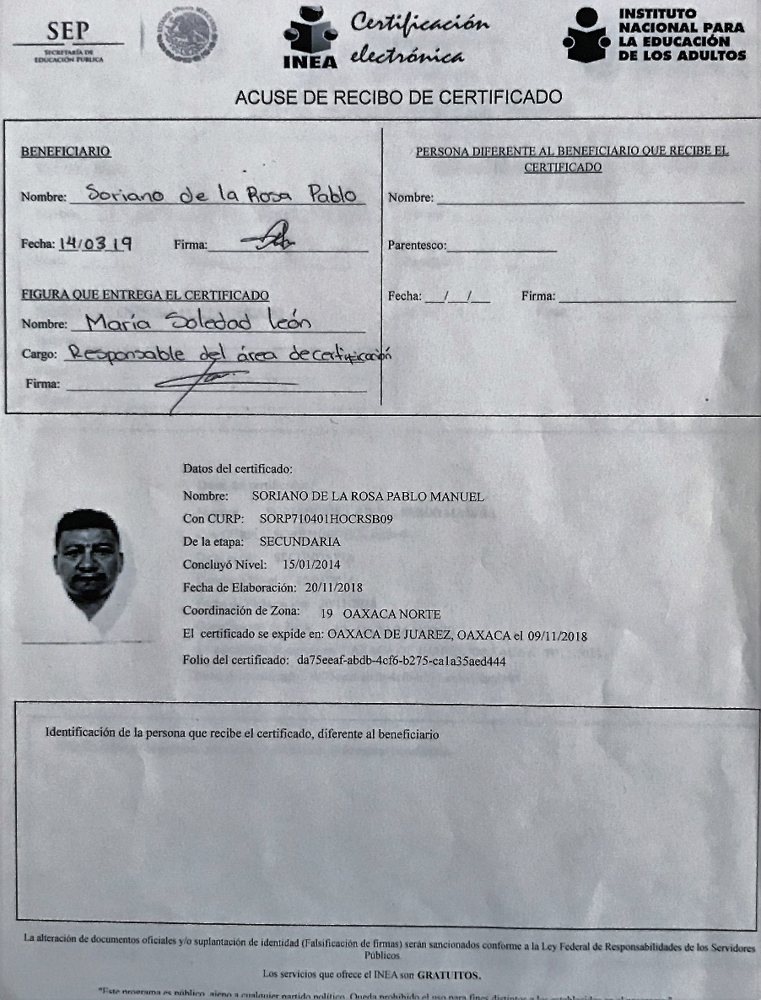 SEP
SECRETARÍA DE
EDUCACIÓN PÚBLICA
INEA
Certificación
electrónica
INSTITUTO
NACIONAL PARA
LA EDUCACIÓN
DE LOS ADULTOS
ACUSE DE RECIBO DE CERTIFICADO
BENEFICIARIO
Nombre: Soriano de la Rosa Pablo
Fecha: 14/03/19 Firma:
FIGURA QUE ENTREGA EL CERTIFICADO
Nombre: María Soledad León
Cargo: Responsable del área de certificación
Firma:
PERSONA DIFERENTE AL BENEFICIARIO QUE RECIBE EL
CERTIFICADO
Nombre:
Parentesco:
Fecha: / / Firma:
Datos del certificado:
Nombre: SORIANO DE LA ROSA PABLO MANUEL
Con CURP: SORP710401HOCRSB09
De la etapa: SECUNDARIA
Concluyó Nivel: 15/01/2014
Fecha de Elaboración: 20/11/2018
Coordinación de Zona: 19 OAXACA NORTE
El certificado se expide en: OAXACA DE JUAREZ, OAXACA el 09/11/2018
Folio del certificado: da75eeaf-abdb-4cf6-b275-ca1a35aed444
Identificación de la persona que recibe el certificado, diferente al beneficiario
La alteración de documentos oficiales y/o suplantación de identidad (Falsificación de firmas) serán sancionados conforme a la Ley Federal de Responsabilidades de los Servidores
Públicos
Los servicios que ofrece el INEA son GRATUITOS.
"Este programa es público, ajeno a cualquier partido político. Queda prohibido el uso para fines distintos a los establecidos en el programa."